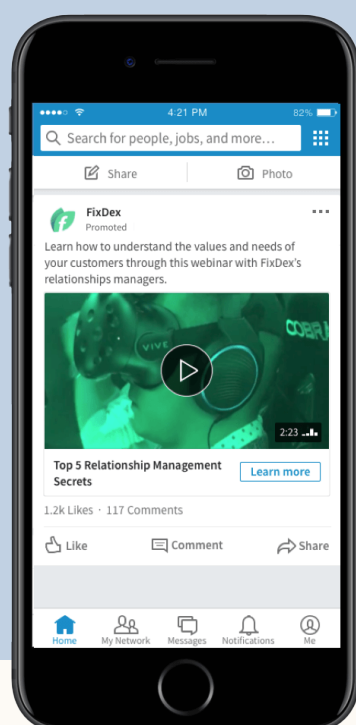 4:21 PM
82%
Search for people, jobs, and more...
Share
Photo
FixDex
Promoted
Learn how to understand the values and needs of
your customers through this webinar with FixDex's
relationships managers.
VIVE
2:23
Top 5 Relationship Management
Secrets
Learn more
1.2k Likes · 117 Comments
Like
Comment
Share
Home
My Network
Messages
Notifications
Me